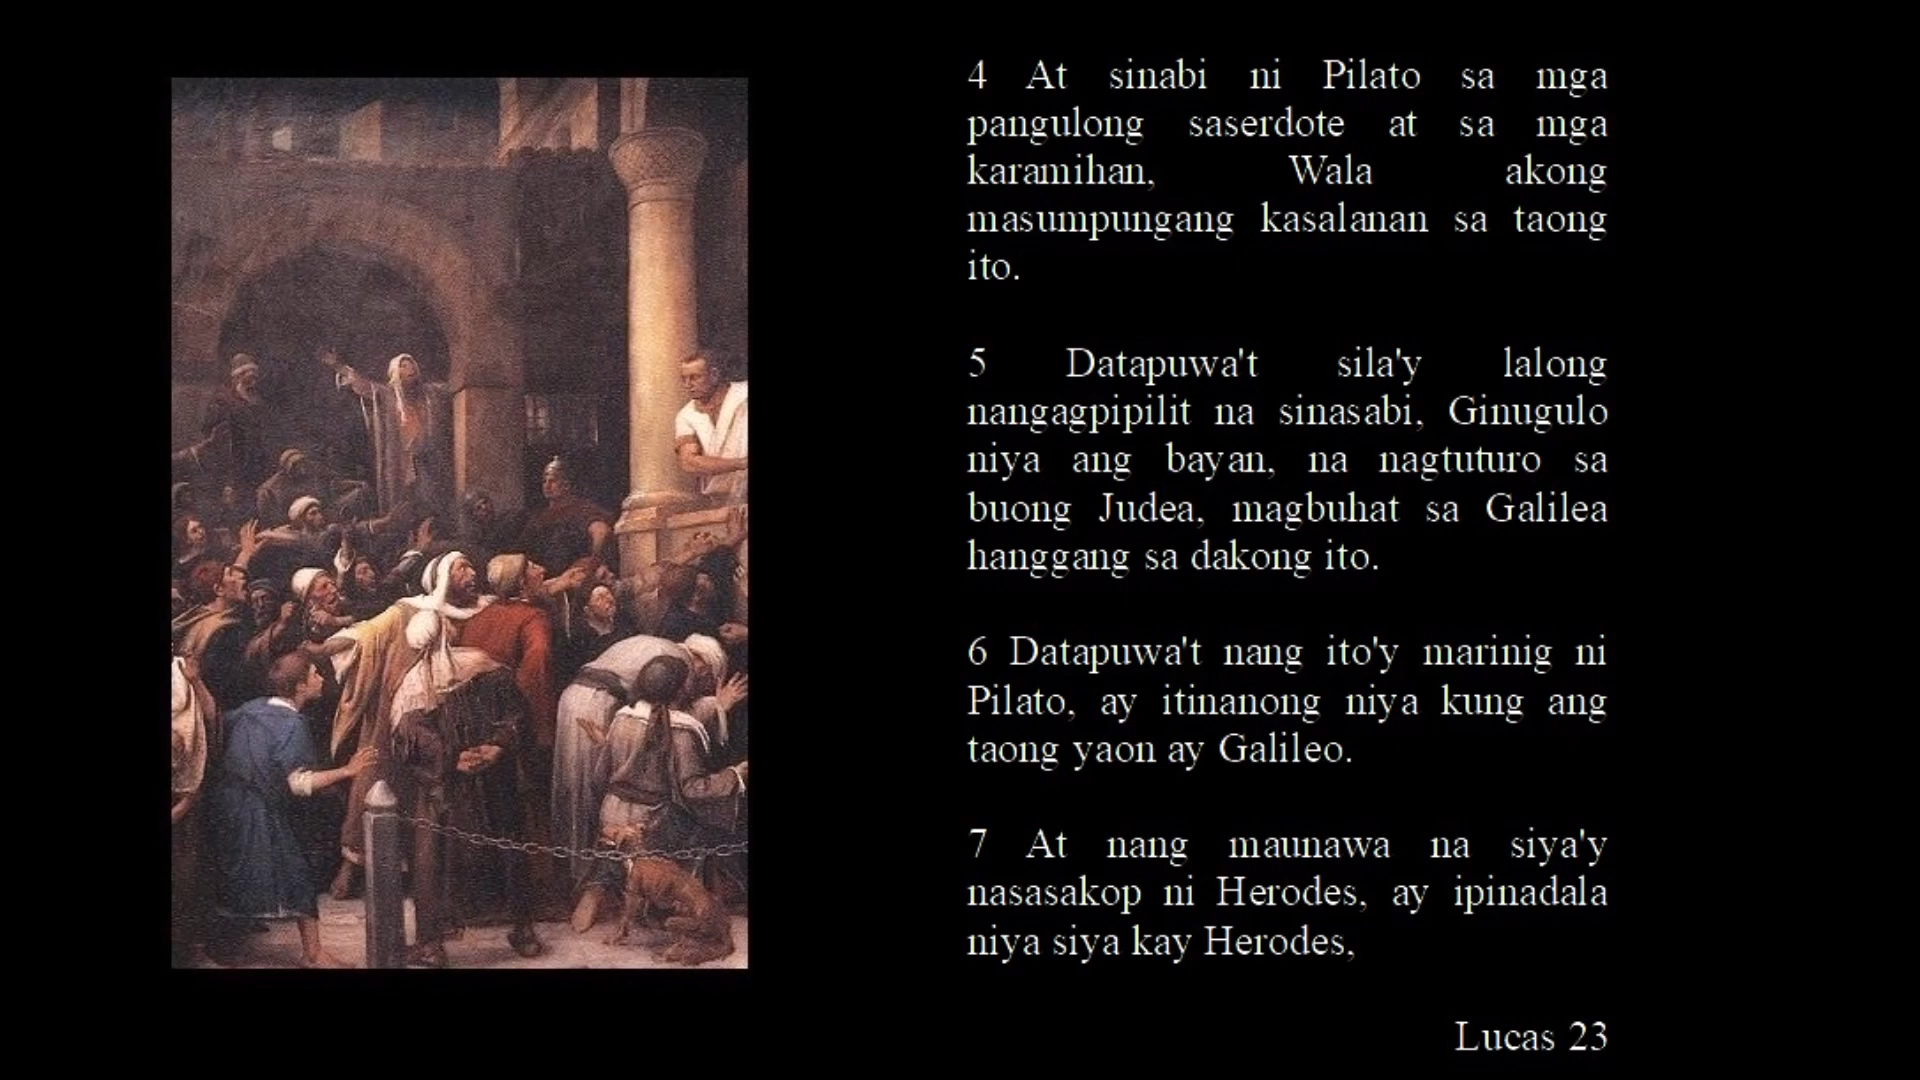 4 At sinabi ni Pilato sa mga
pangulong saserdote at sa mga
karamihan, Wala akong
masumpungang kasalanan sa taong
ito.
5 Datapuwa't sila'y lalong
nangagpipilit na sinasabi, Ginugulo
niya ang bayan, na nagtuturo sa
buong Judea, magbuhat sa Galilea
hanggang sa dakong ito.
6 Datapuwa't nang ito'y marinig ni
Pilato, ay itinanong niya kung ang
taong yaon ay Galileo.
7 At nang maunawa na siya'y
nasasakop ni Herodes, ay ipinadala
niya siya kay Herodes,
Lucas 23